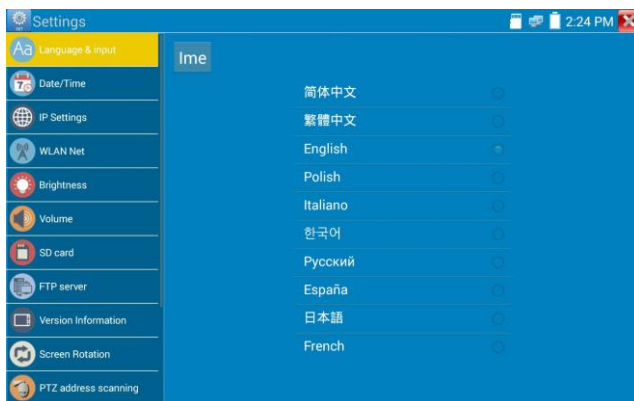 Settings
2:24 PM
Language & input
Date/Time
IP Settings
WLAN Net
Brightness
Volume
SD card
FTP server
Version Information
Screen Rotation
PTZ address scanning
Ime
简体中文
繁體中文
English
Polish
Italiano
한국어
Русский
España
日本語
French